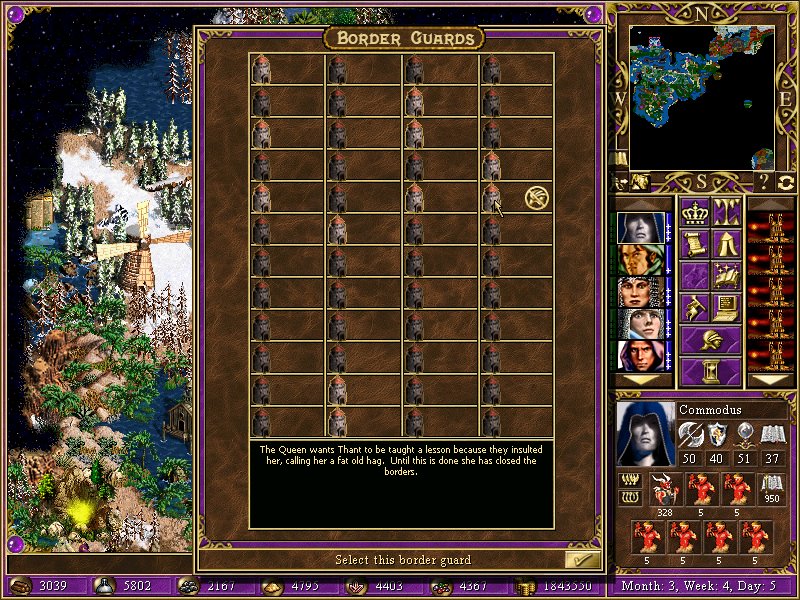 BORDER GUARDS
N
W
E
S
?
Commodus
50 40 51 37
950
328 5 5
5 5 5 5
The Queen wants Thant to be taught a lesson because they insulted
her, calling her a fat old hag. Until this is done she has closed the
borders.
Select this border guard
3039 5802 2167 4795 4403 4367 1843550 Month: 3, Week: 4, Day: 5